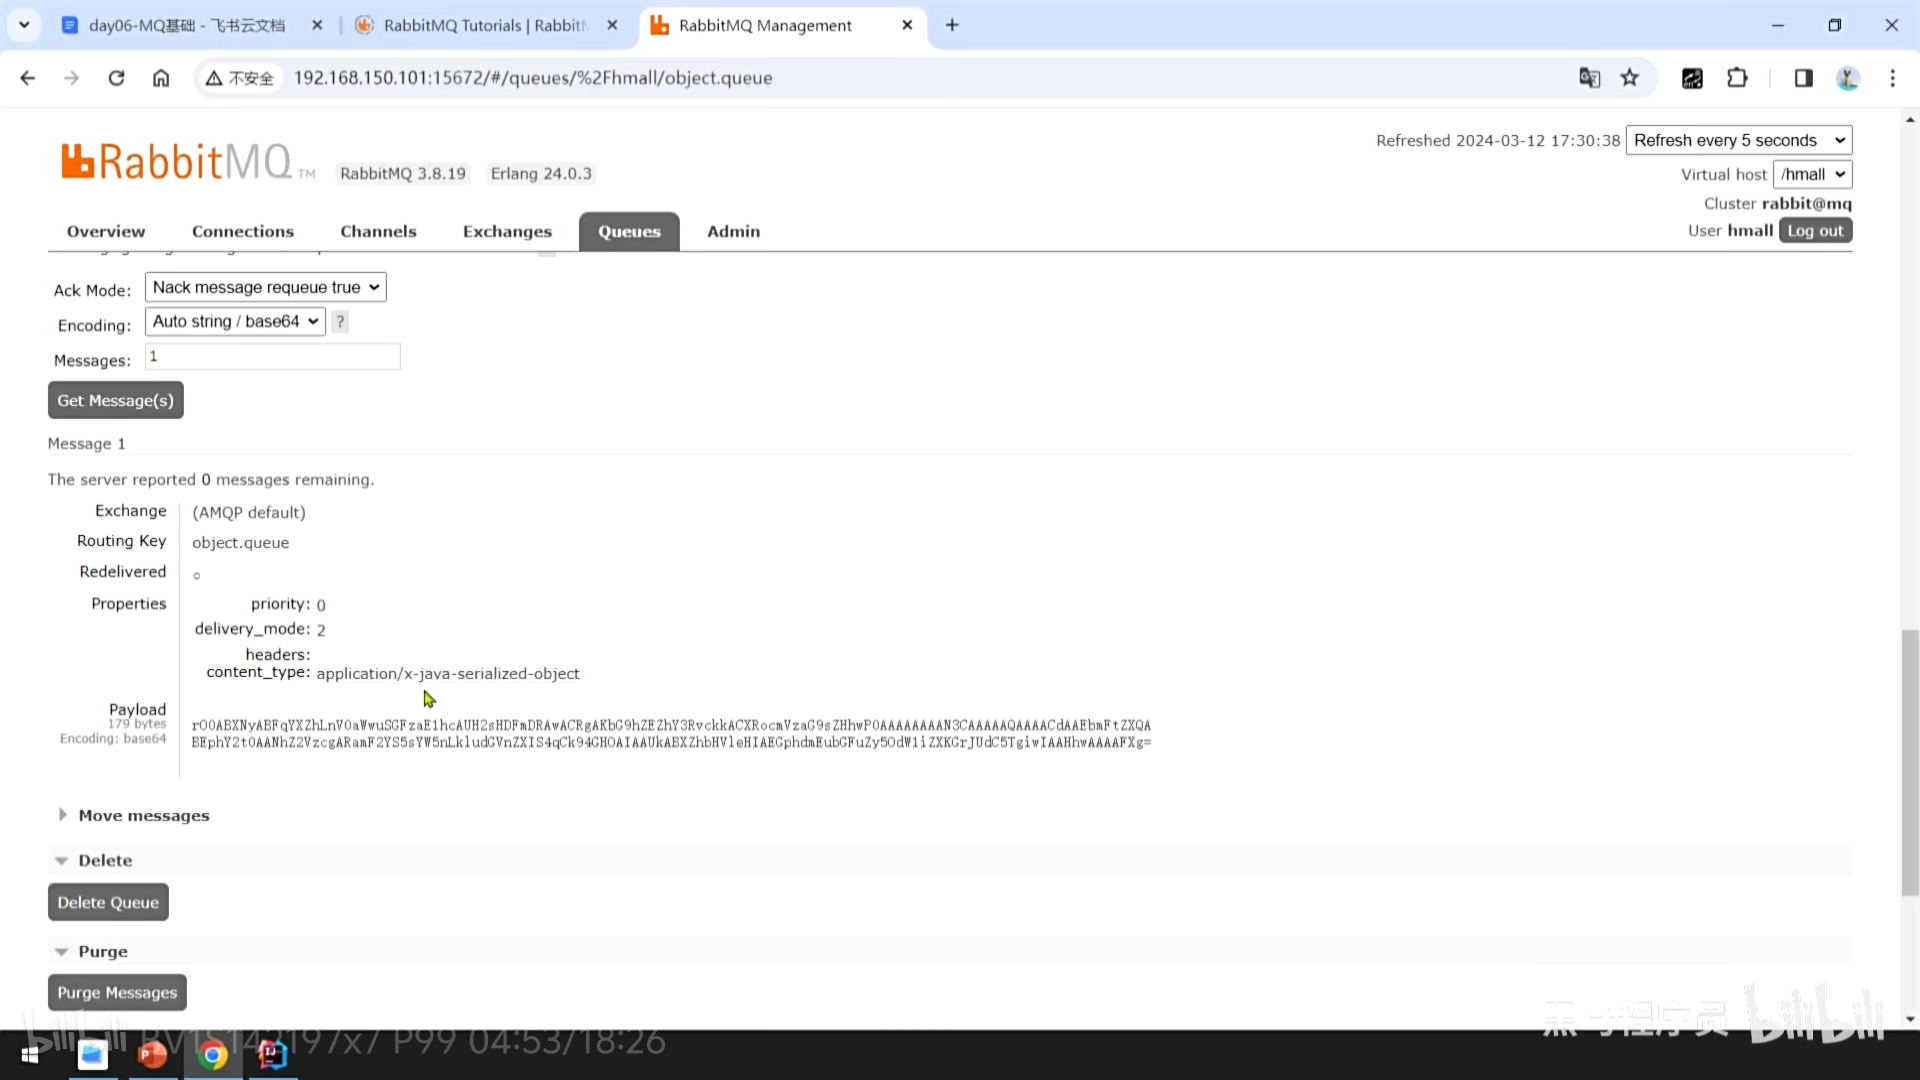 day06-MQ基础 - 飞书云文档
RabbitMQ Tutorials | Rabbit
RabbitMQ Management
不安全
192.168.150.101:15672/#/queues/%2Fhmall/object.queue
RabbitMQ TM
RabbitMQ 3.8.19
Erlang 24.0.3
Refreshed 2024-03-12 17:30:38
Refresh every 5 seconds
Virtual host /hmall
Cluster rabbit@mq
User hmall Log out
Overview
Connections
Channels
Exchanges
Queues
Admin
Ack Mode: Nack message requeue true
Encoding: Auto string / base64 ?
Messages: 1
Get Message(s)
Message 1
The server reported 0 messages remaining.
Exchange (AMQP default)
Routing Key object.queue
Redelivered ○
Properties
priority: 0
delivery_mode: 2
headers:
content_type: application/x-java-serialized-object
Payload
179 bytes
Encoding: base64
Move messages
Delete
Delete Queue
Purge
Purge Messages
bilibili
P99 04:53/18:26
程序员 bilibili